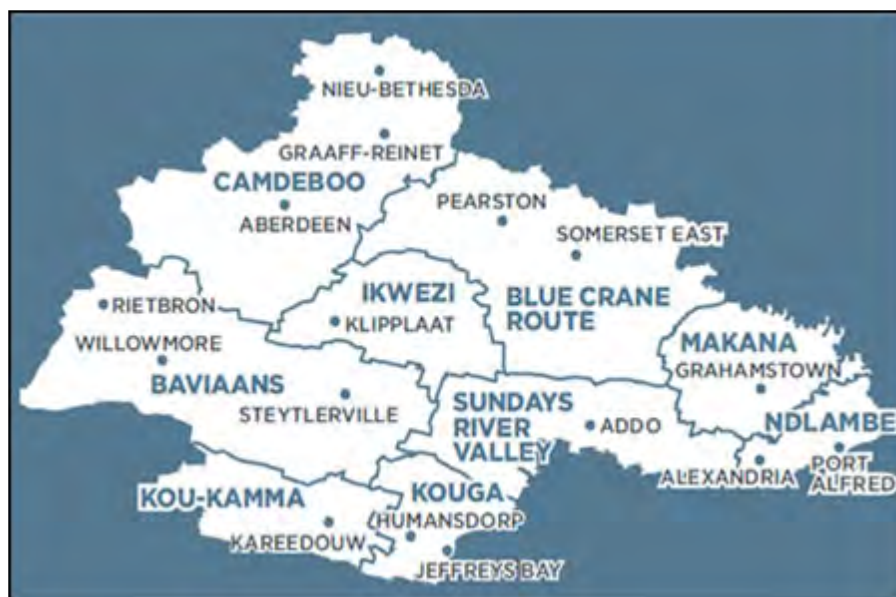 NIEU-BETHESDA
GRAAFF-REINET
CAMDEBOO
ABERDEEN
PEARSTON
SOMERSET EAST
RIETBRON
IKWEZI
KLIPPLAAT
BLUE CRANE
ROUTE
WILLOWMORE
BAVIAANS
STEYTLERVILLE
MAKANA
GRAHAMSTOWN
SUNDAYS
RIVER
VALLEY
ADDO
NDLAMBE
ALEXANDRIA
PORT
ALFRED
KOU-KAMMA
KAREEDOUW
KOUGA
HUMANSDORP
JEFFREYS BAY